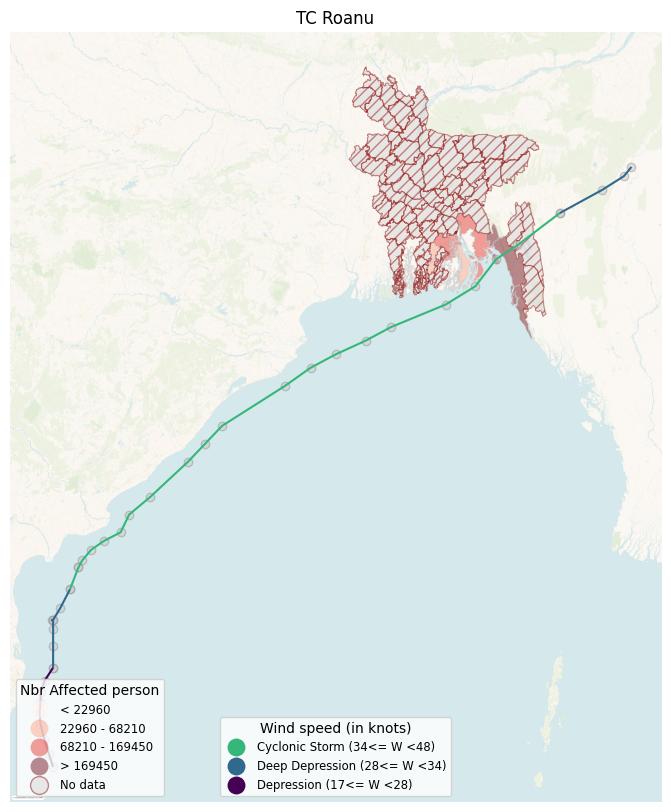 TC Roanu
Nbr Affected person
< 22960
22960 - 68210
68210 - 169450
> 169450
No data
Wind speed (in knots)
Cyclonic Storm (34<= W <48)
Deep Depression (28<= W <34)
Depression (17<= W <28)